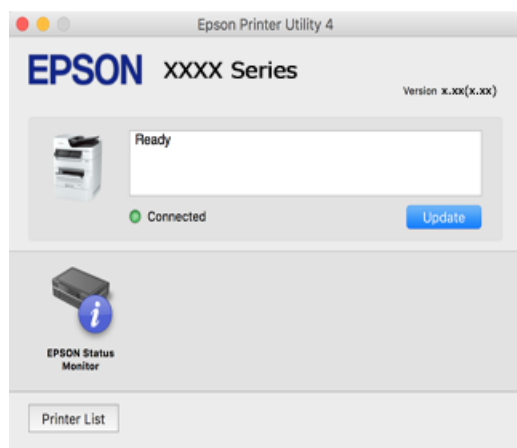 Epson Printer Utility 4
EPSON XXXX Series
Version x.xx(x.xx)
Ready
Connected
Update
i
EPSON Status
Monitor
Printer List